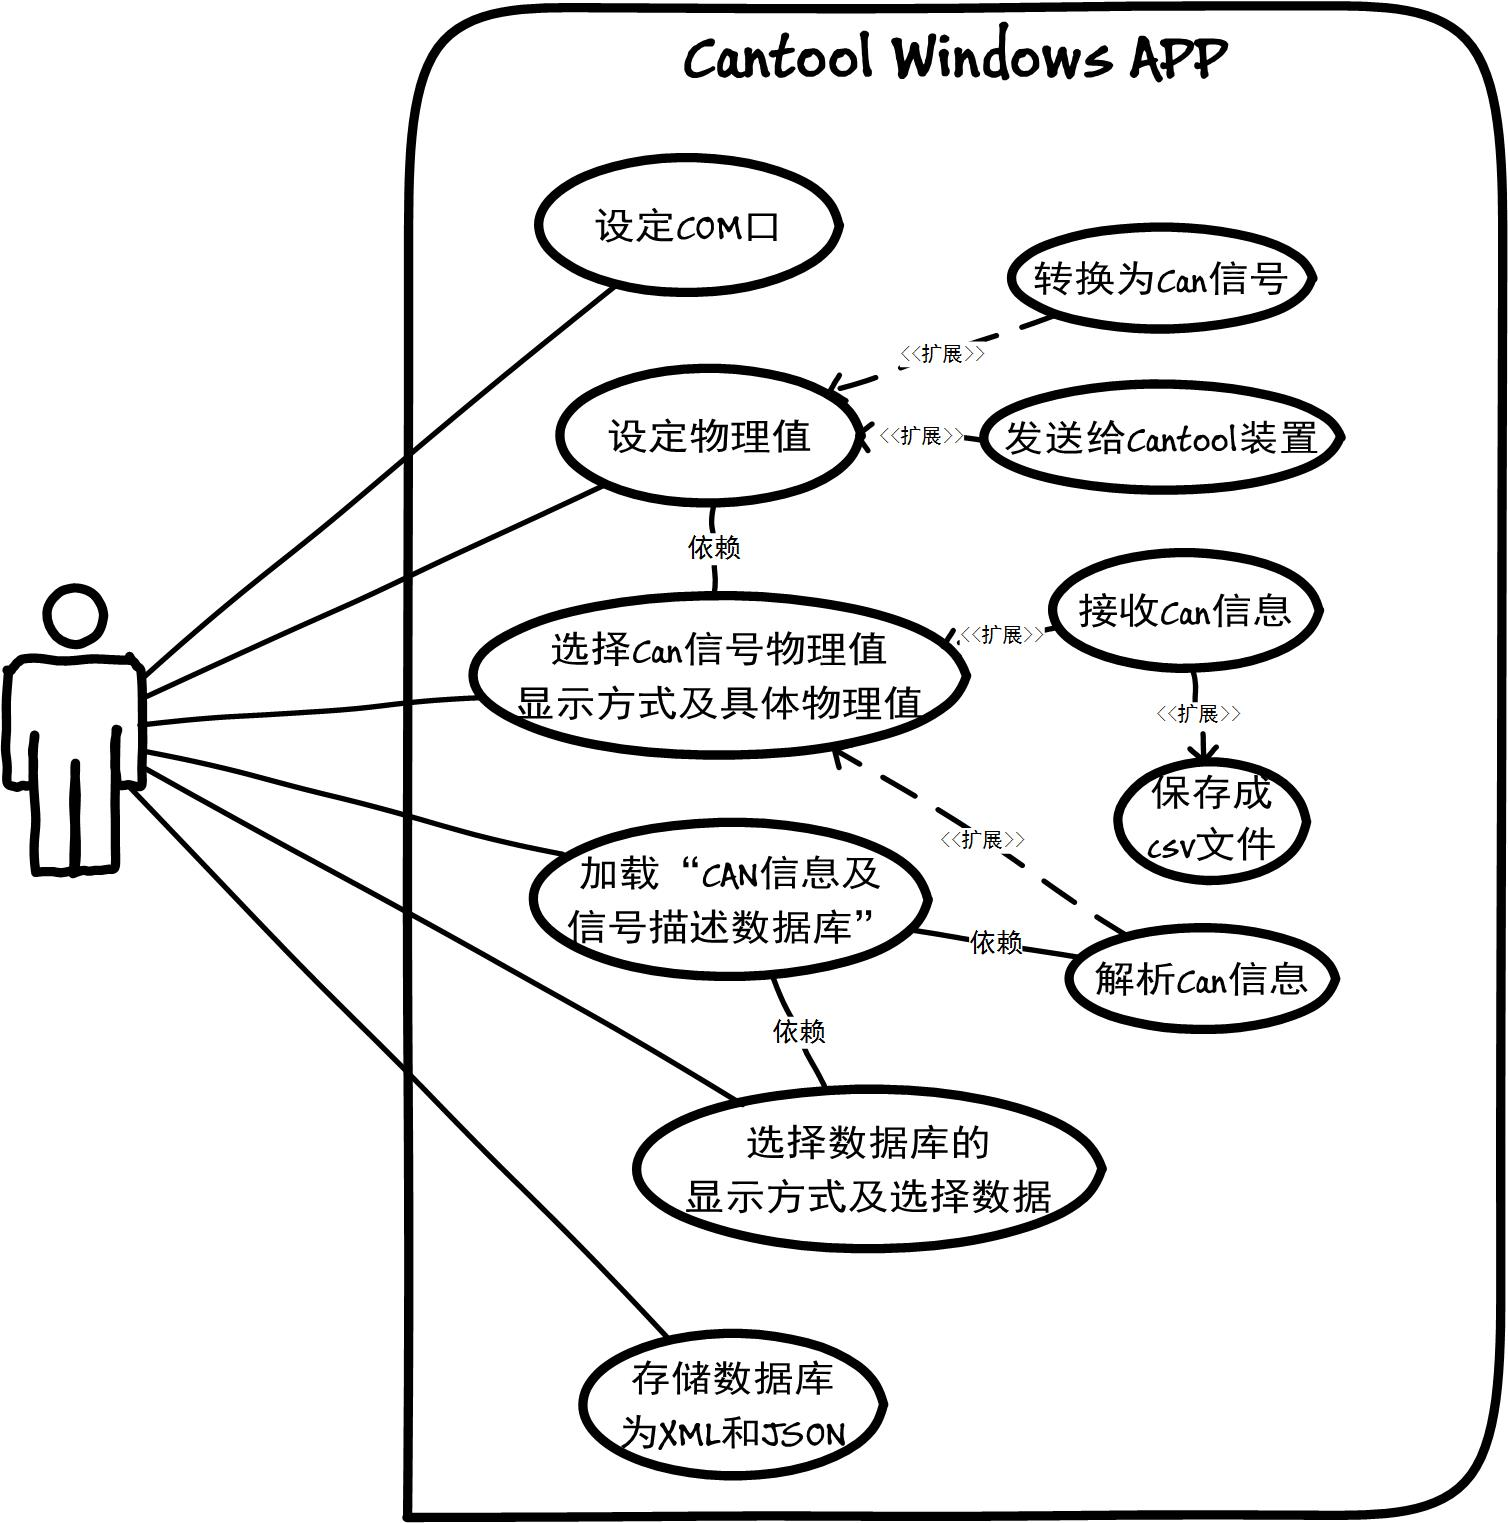 Cantool Windows APP
设定COM口
转换为Can信号
<<扩展>>
设定物理值
<<扩展>>
发送给Cantool装置
依赖
选择Can信号物理值
显示方式及具体物理值
<<扩展>>
接收Can信息
<<扩展>>
保存成
csv文件
<<扩展>>
加载“CAN信息及
信号描述数据库”
依赖
解析Can信息
依赖
选择数据库的
显示方式及选择数据
存储数据库
为XML和JSON